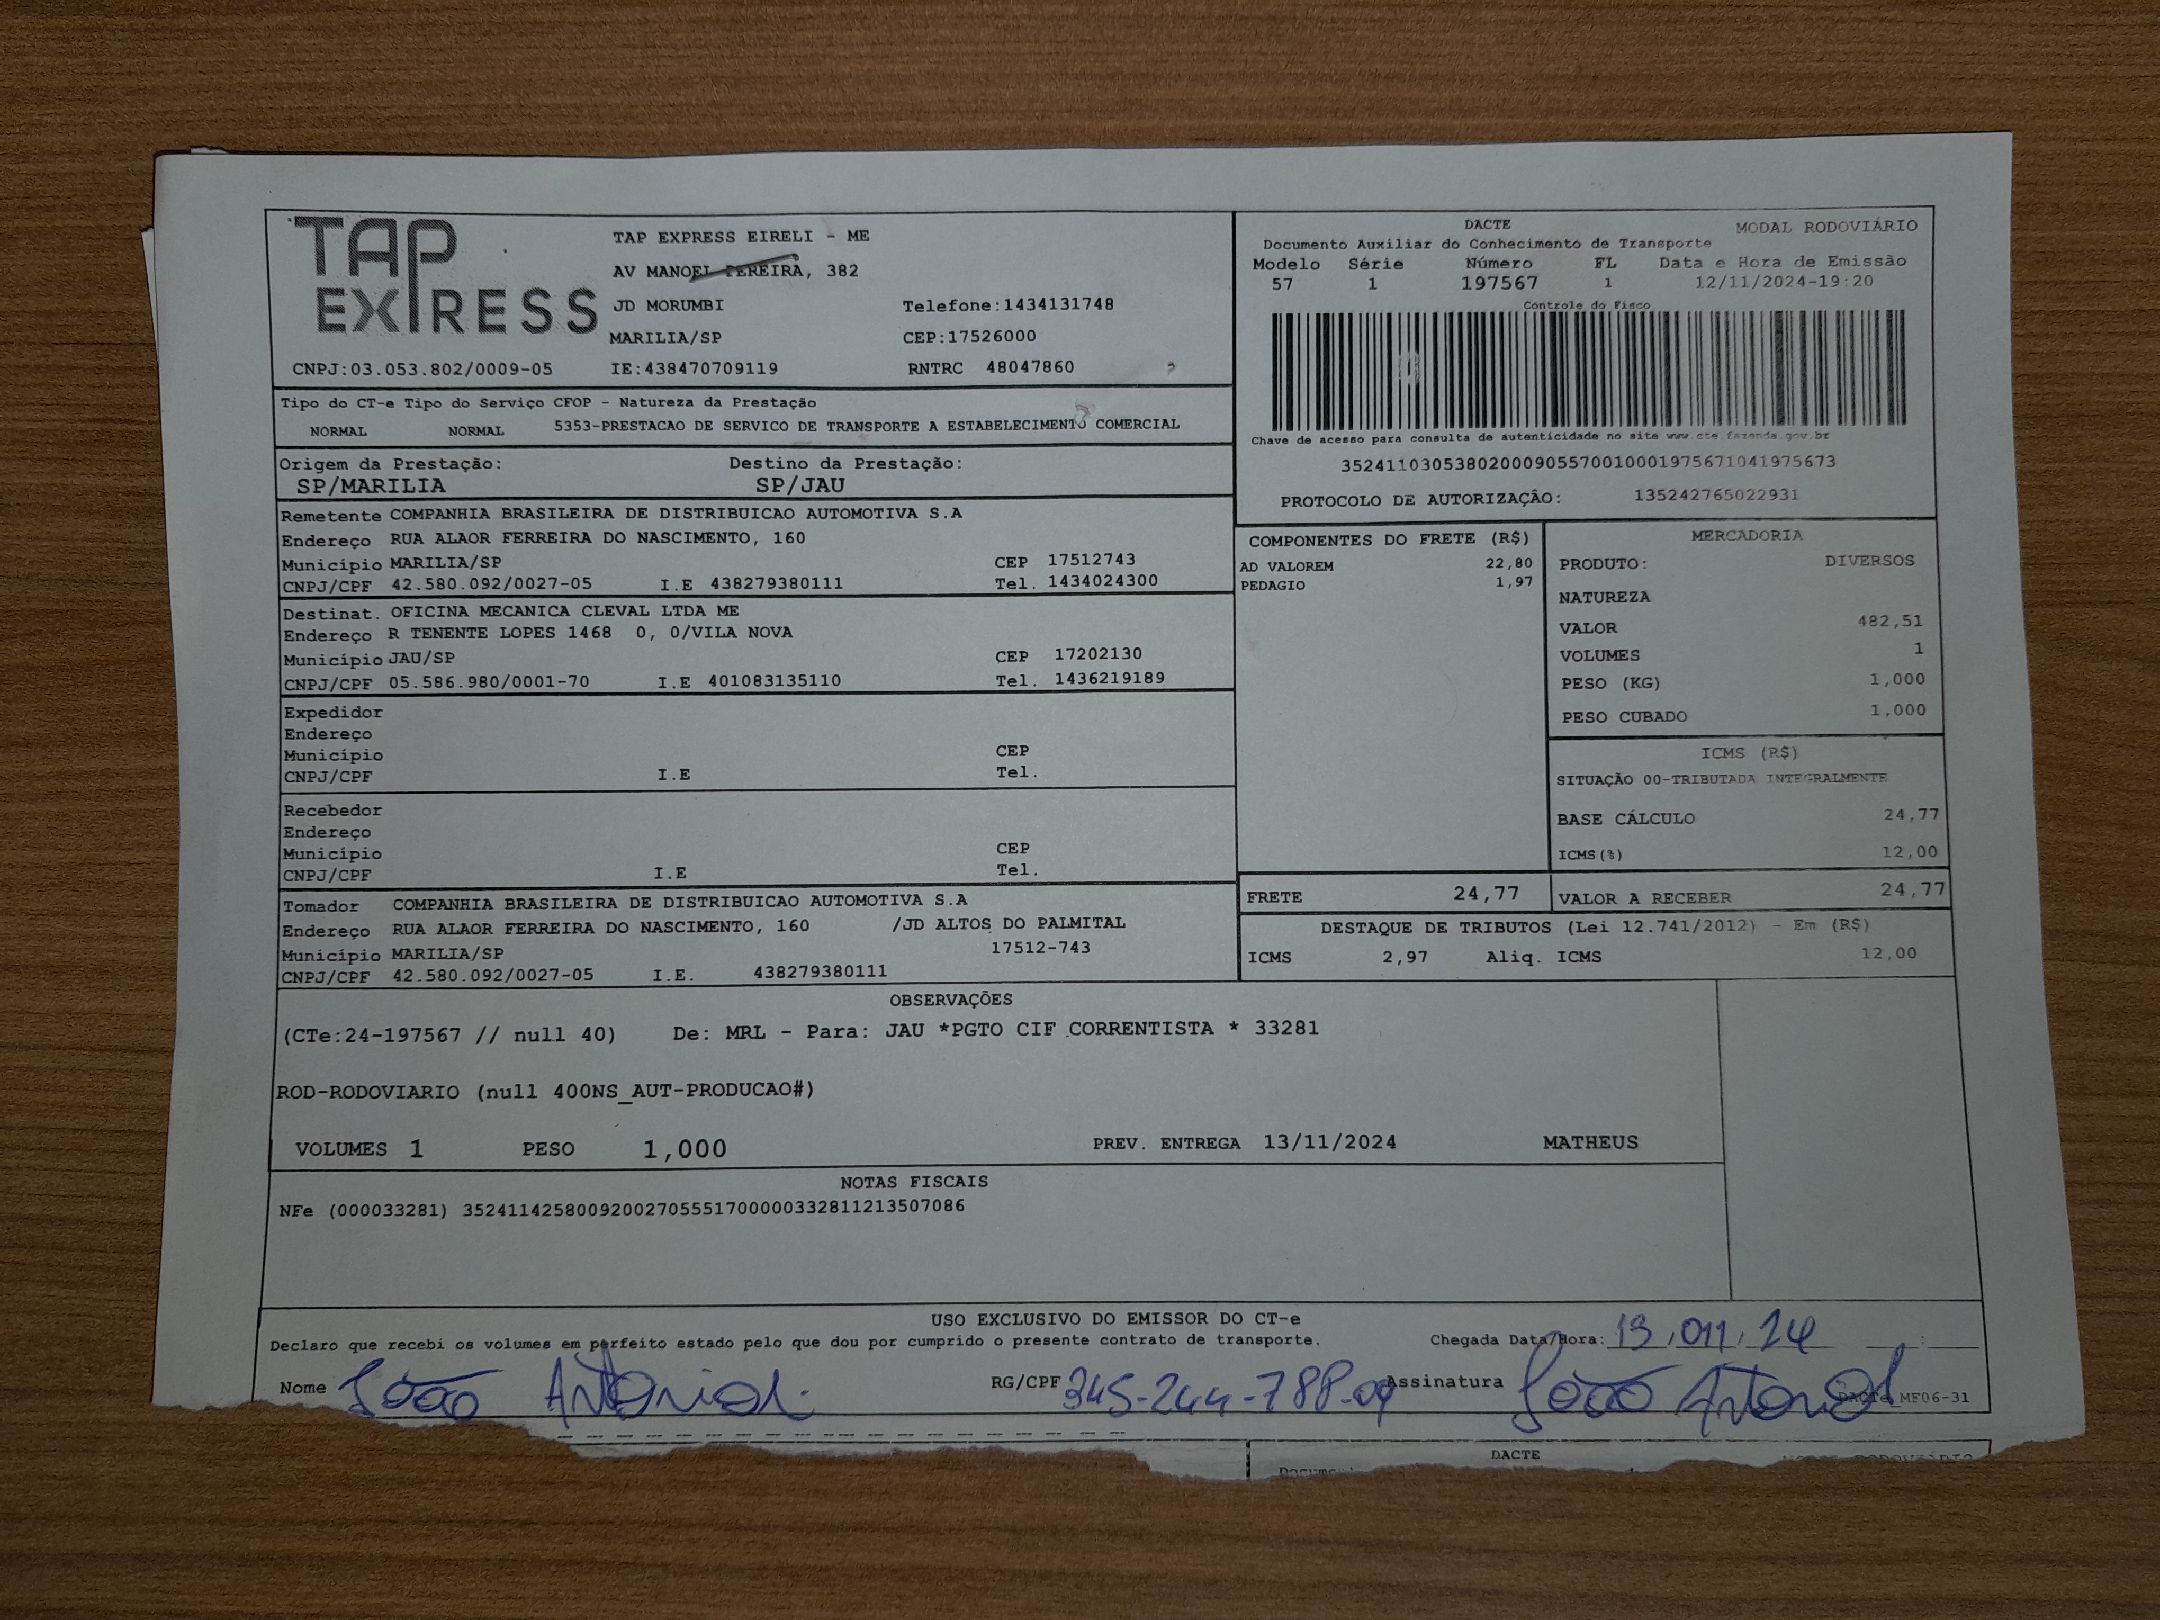 TAP EXPRESS
TAP EXPRESS EIRELI - ME
AV MANOEL PEREIRA, 382
JD MORUMBI Telefone:1434131748
MARILIA/SP CEP:17526000
CNPJ:03.053.802/0009-05 IE:438470709119 RNTRC 48047860
DACTE MODAL RODOVIÁRIO
Documento Auxiliar do Conhecimento de Transporte
Modelo Série Número FL Data e Hora de Emissão
57 1 197567 1 12/11/2024-19:20
Controle do Fisco
Chave de acesso para consulta de autenticidade no site www.cte.fazenda.gov.br
35241103053802000905570010001975671041975673
PROTOCOLO DE AUTORIZAÇÃO: 135242765022931
Tipo do CT-e Tipo do Serviço CFOP - Natureza da Prestação
NORMAL NORMAL 5353-PRESTACAO DE SERVICO DE TRANSPORTE A ESTABELECIMENTO COMERCIAL
Origem da Prestação: Destino da Prestação:
SP/MARILIA SP/JAU
Remetente COMPANHIA BRASILEIRA DE DISTRIBUICAO AUTOMOTIVA S.A
Endereço RUA ALAOR FERREIRA DO NASCIMENTO, 160
Município MARILIA/SP CEP 17512743
CNPJ/CPF 42.580.092/0027-05 I.E 438279380111 Tel. 1434024300
Destinat. OFICINA MECANICA CLEVAL LTDA ME
Endereço R TENENTE LOPES 1468 0, 0/VILA NOVA
Município JAU/SP CEP 17202130
CNPJ/CPF 05.586.980/0001-70 I.E 401083135110 Tel. 1436219189
Expedidor
Endereço
Município CEP
CNPJ/CPF I.E Tel.
Recebedor
Endereço
Município CEP
CNPJ/CPF I.E Tel.
Tomador COMPANHIA BRASILEIRA DE DISTRIBUICAO AUTOMOTIVA S.A
Endereço RUA ALAOR FERREIRA DO NASCIMENTO, 160 /JD ALTOS DO PALMITAL
Município MARILIA/SP 17512-743
CNPJ/CPF 42.580.092/0027-05 I.E. 438279380111
COMPONENTES DO FRETE (R$)
AD VALOREM 22,80
PEDAGIO 1,97
MERCADORIA
PRODUTO: DIVERSOS
NATUREZA
VALOR 482,51
VOLUMES 1
PESO (KG) 1,000
PESO CUBADO 1,000
ICMS (R$)
SITUAÇÃO 00-TRIBUTADA INTEGRALMENTE
BASE CÁLCULO 24,77
ICMS(%) 12,00
FRETE 24,77 VALOR A RECEBER 24,77
DESTAQUE DE TRIBUTOS (Lei 12.741/2012) - Em (R$)
ICMS 2,97 Aliq. ICMS 12,00
OBSERVAÇÕES
(CTe:24-197567 // null 40) De: MRL - Para: JAU *PGTO CIF CORRENTISTA * 33281
ROD-RODOVIARIO (null 400NS_AUT-PRODUCAO#)
VOLUMES 1 PESO 1,000 PREV. ENTREGA 13/11/2024 MATHEUS
NOTAS FISCAIS
NFe (000033281) 35241142580092002705551700000332811213507086
USO EXCLUSIVO DO EMISSOR DO CT-e
Declaro que recebi os volumes em perfeito estado pelo que dou por cumprido o presente contrato de transporte. Chegada Data/Hora: 13,011,24 :
Nome João Antonio RG/CPF 345-244-788-09 Assinatura João Antonio
DACTe_MF06-31
DACTE